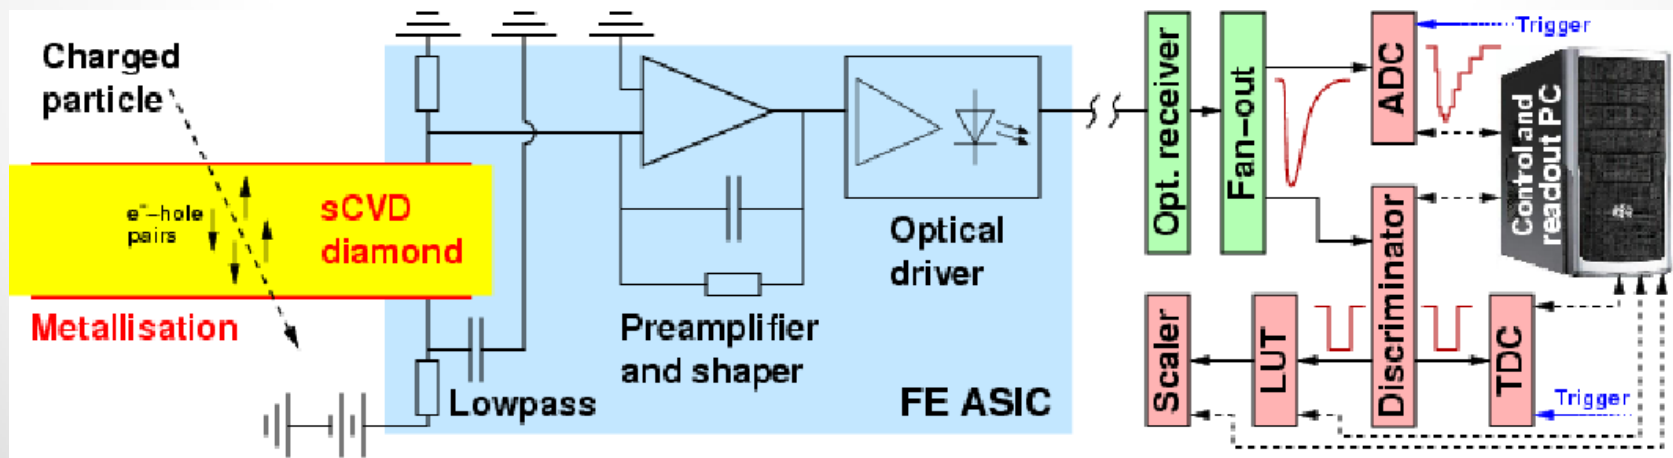 Charged
particle
e⁻–hole
pairs
sCVD
diamond
Metallisation
Lowpass
Preamplifier
and shaper
Optical
driver
FE ASIC
Opt. receiver
Fan–out
ADC
Trigger
Control and
readout PC
Discriminator
Scaler
LUT
TDC
Trigger